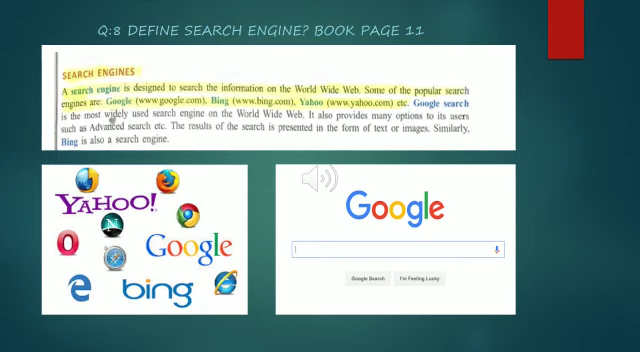 Q:8 DEFINE SEARCH ENGINE? BOOK PAGE 11
SEARCH ENGINES
A search engine is designed to search the information on the World Wide Web. Some of the popular search
engines are: Google (www.google.com), Bing (www.bing.com), Yahoo (www.yahoo.com) etc. Google search
is the most widely used search engine on the World Wide Web. It also provides many options to its users
such as Advanced search etc. The results of the search is presented in the form of text or images. Similarly,
Bing is also a search engine.
YAHOO!
N
Google
bing
Google
Google Search
I'm Feeling Lucky